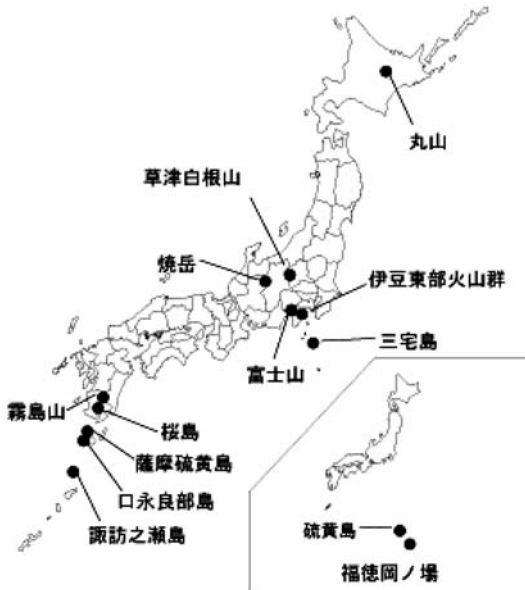 丸山
草津白根山
焼岳
伊豆東部火山群
三宅島
富士山
霧島山
桜島
薩摩硫黄島
口永良部島
諏訪之瀬島
硫黄島
福徳岡ノ場